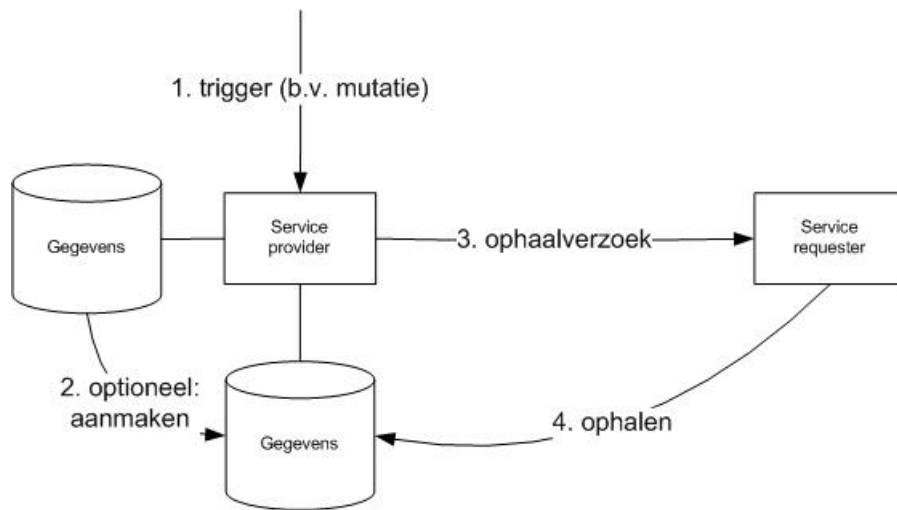 1. trigger (b.v. mutatie)
Gegevens
Service
provider
3. ophaalverzoek
Service
requester
2. optioneel:
aanmaken
Gegevens
4. ophalen